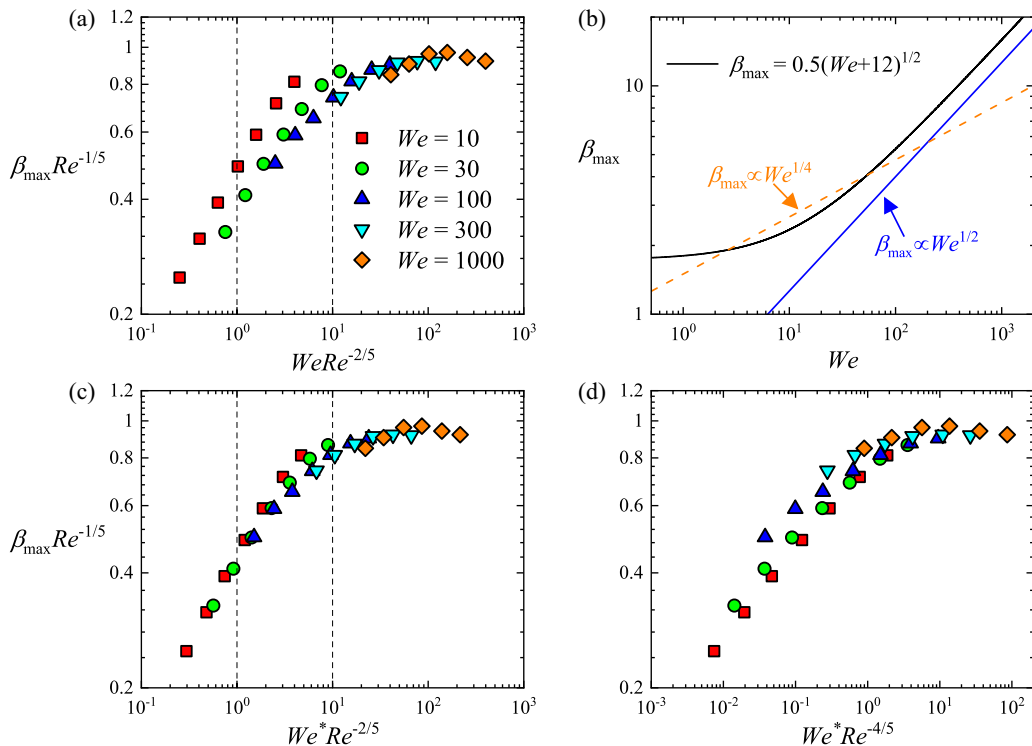 (a)
1.2
1
0.8
0.6
0.4
0.2
β_max Re^{-1/5}
We = 10
We = 30
We = 100
We = 300
We = 1000
10^{-1} 10^0 10^1 10^2 10^3
WeRe^{-2/5}
(b)
10
1
β_max
β_max = 0.5(We+12)^{1/2}
β_max∝We^{1/4}
β_max∝We^{1/2}
10^0 10^1 10^2 10^3
We
(c)
1.2
1
0.8
0.6
0.4
0.2
β_max Re^{-1/5}
10^{-1} 10^0 10^1 10^2 10^3
We^*Re^{-2/5}
(d)
1.2
1
0.8
0.6
0.4
0.2
10^{-3} 10^{-2} 10^{-1} 10^0 10^1 10^2
We^*Re^{-4/5}